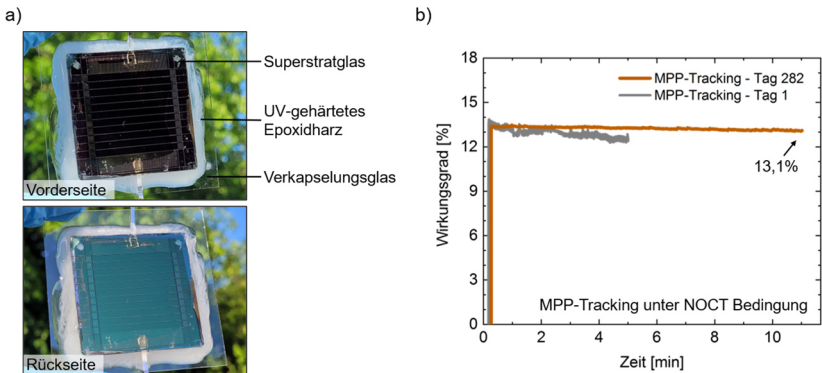 a)
Superstratglas
UV-gehärtetes
Epoxidharz
Verkapselungsglas
Vorderseite
Rückseite
b)
18
15
12
9
6
3
0
Wirkungsgrad [%]
MPP-Tracking - Tag 282
MPP-Tracking - Tag 1
13,1%
MPP-Tracking unter NOCT Bedingung
0 2 4 6 8 10
Zeit [min]